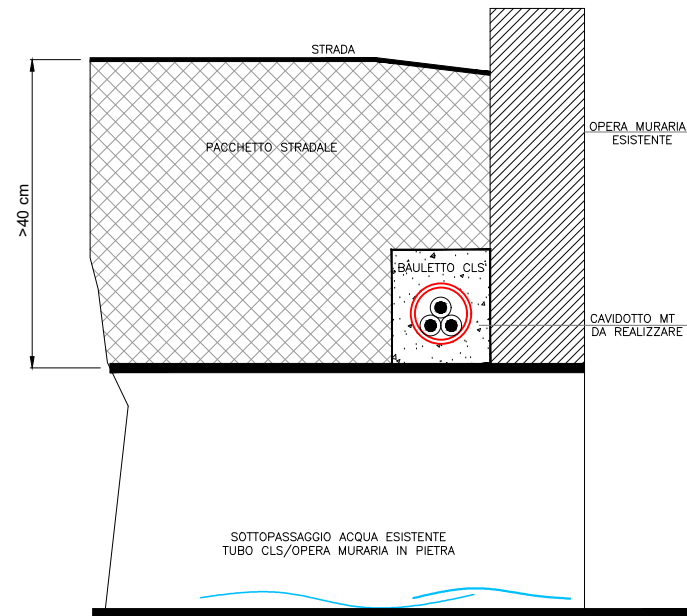 STRADA
PACCHETTO STRADALE
OPERA MURARIA
ESISTENTE
>40 cm
BAULETTO CLS
CAVIDOTTO MT
DA REALIZZARE
SOTTOPASSAGGIO ACQUA ESISTENTE
TUBO CLS/OPERA MURARIA IN PIETRA